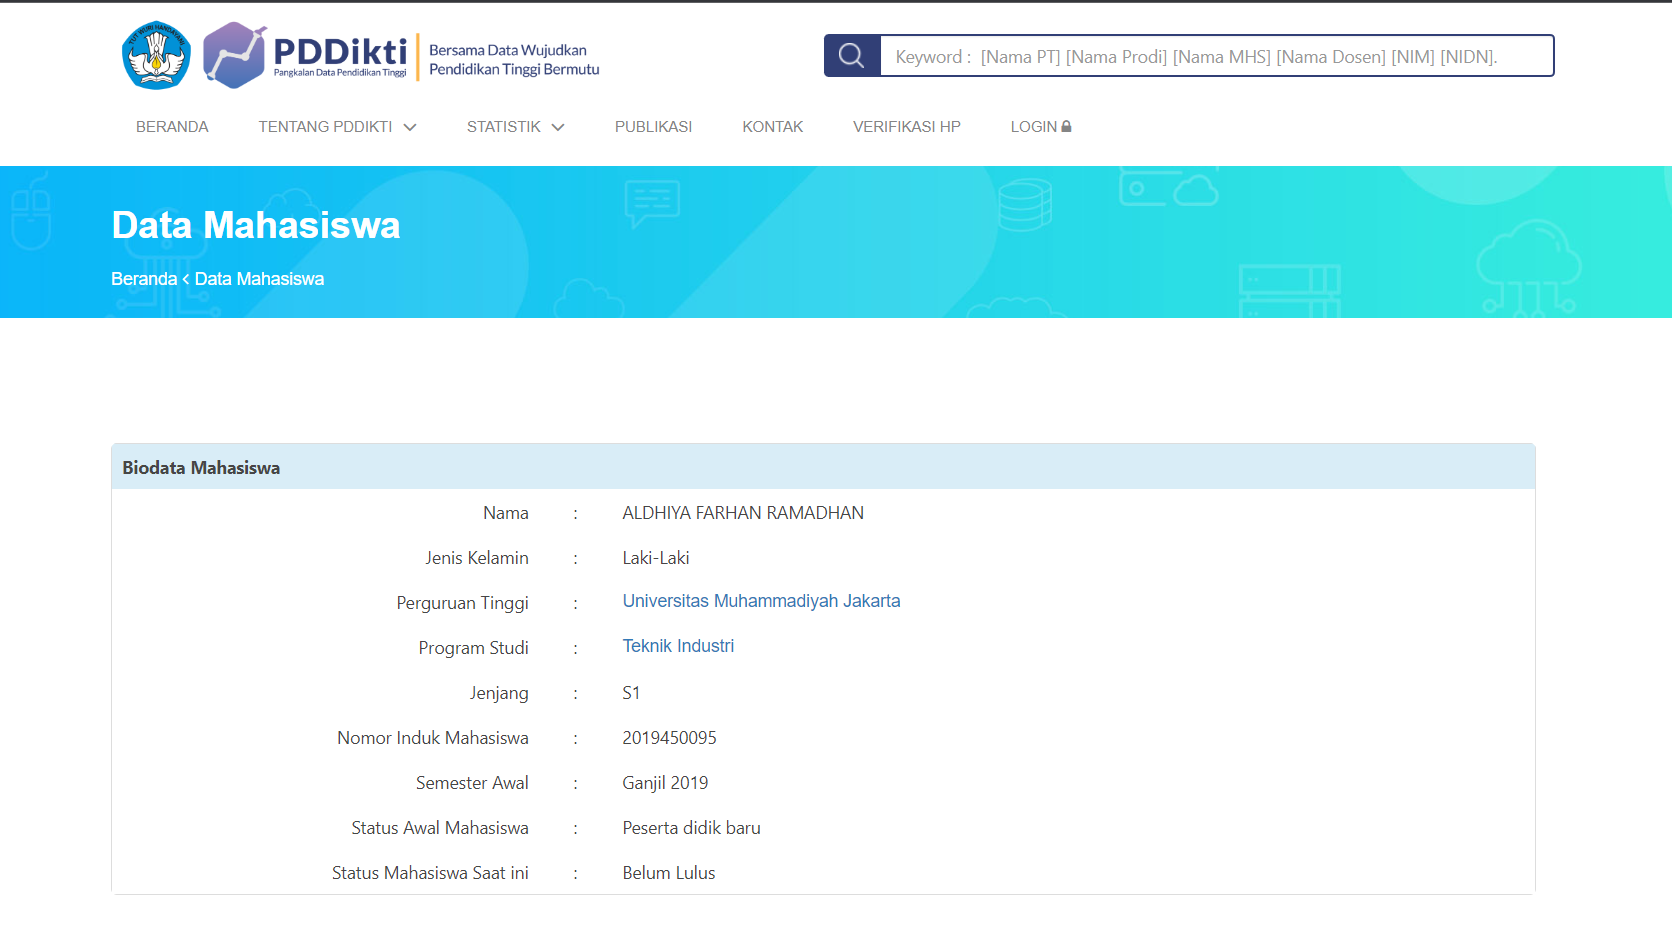 TUT WURI HANDAYANI
PDDikti
Pangkalan Data Pendidikan Tinggi
Bersama Data Wujudkan
Pendidikan Tinggi Bermutu
Keyword : [Nama PT] [Nama Prodi] [Nama MHS] [Nama Dosen] [NIM] [NIDN].
BERANDA TENTANG PDDIKTI STATISTIK PUBLIKASI KONTAK VERIFIKASI HP LOGIN
Data Mahasiswa
Beranda < Data Mahasiswa
Biodata Mahasiswa
Nama : ALDHIYA FARHAN RAMADHAN
Jenis Kelamin : Laki-Laki
Perguruan Tinggi : Universitas Muhammadiyah Jakarta
Program Studi : Teknik Industri
Jenjang : S1
Nomor Induk Mahasiswa : 2019450095
Semester Awal : Ganjil 2019
Status Awal Mahasiswa : Peserta didik baru
Status Mahasiswa Saat ini : Belum Lulus